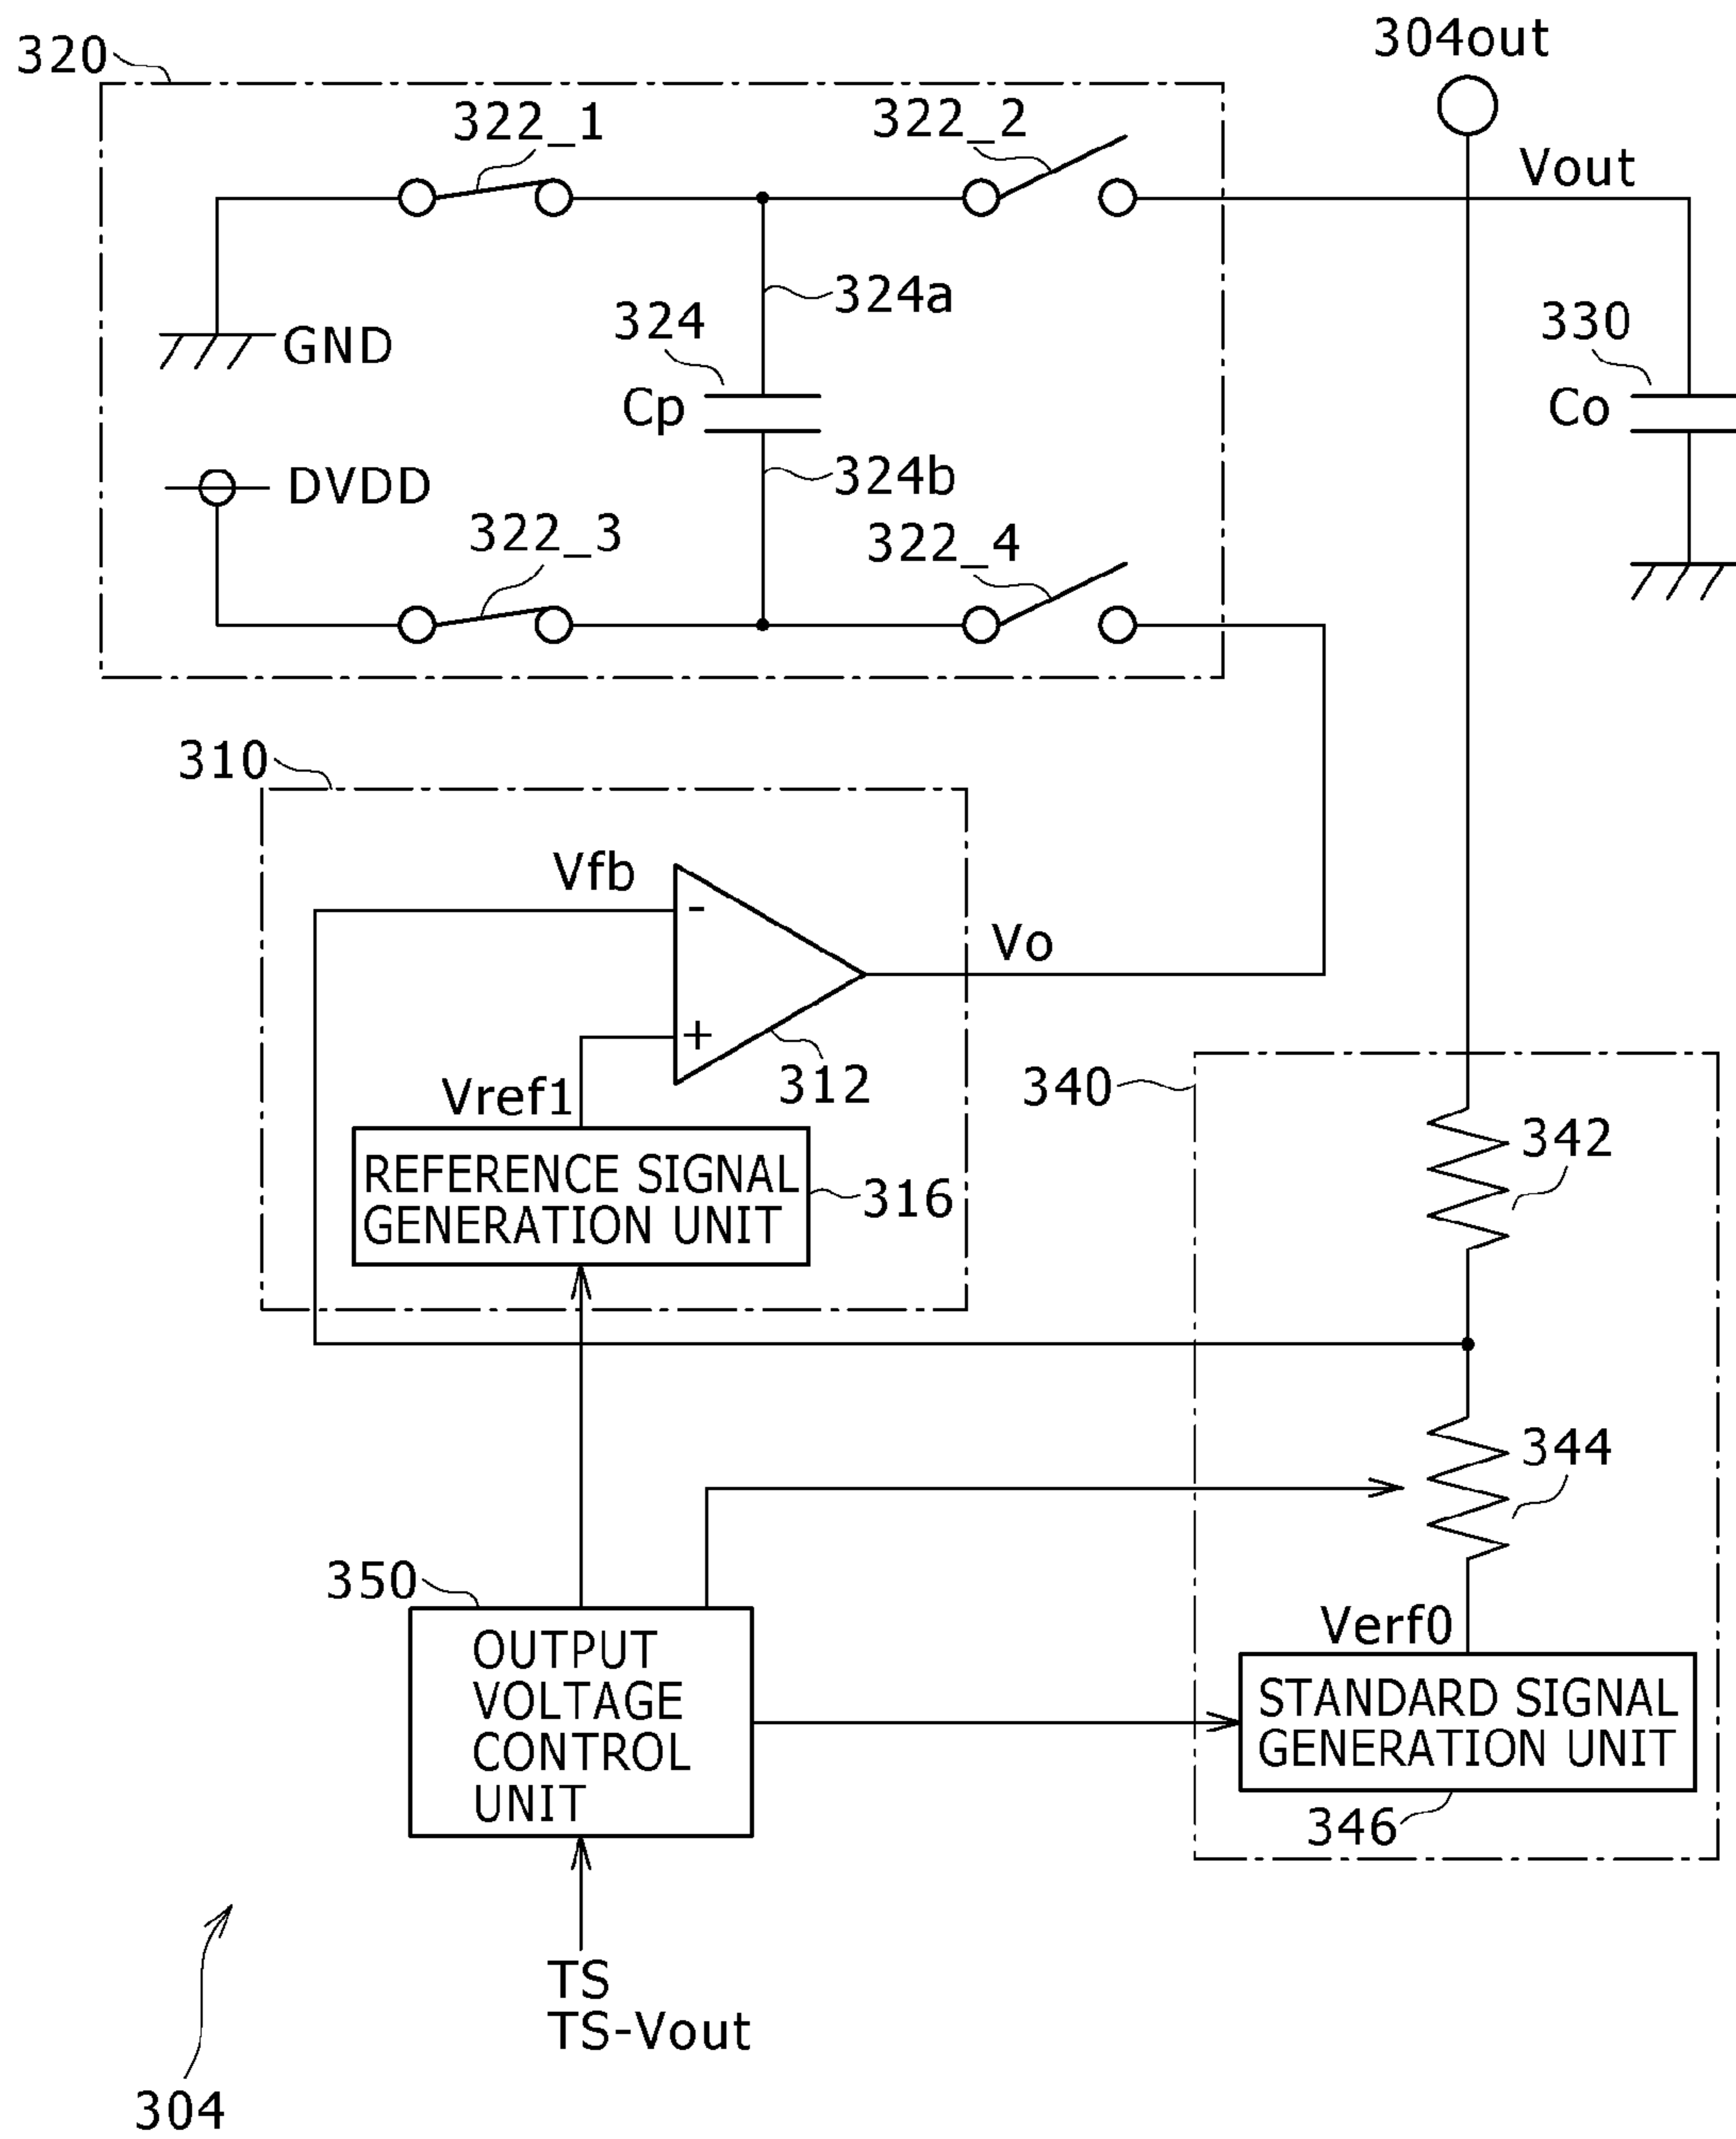 304out
320
322_1
322_2
Vout
324a
324
330
GND
Cp
Co
324b
DVDD
322_3
322_4
310
Vfb
-
Vo
+
312
340
Vref1
342
REFERENCE SIGNAL
GENERATION UNIT
316
344
350
OUTPUT
VOLTAGE
CONTROL
UNIT
Verf0
STANDARD SIGNAL
GENERATION UNIT
346
TS
TS-Vout
304